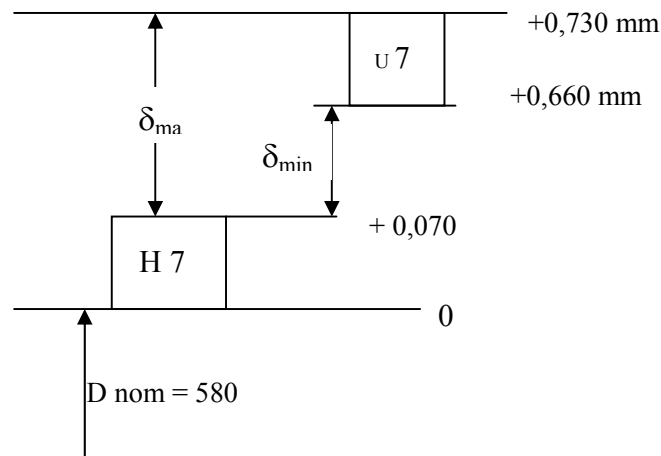 +0,730 mm
U 7
+0,660 mm
δma
δmin
+ 0,070
H 7
0
D nom = 580